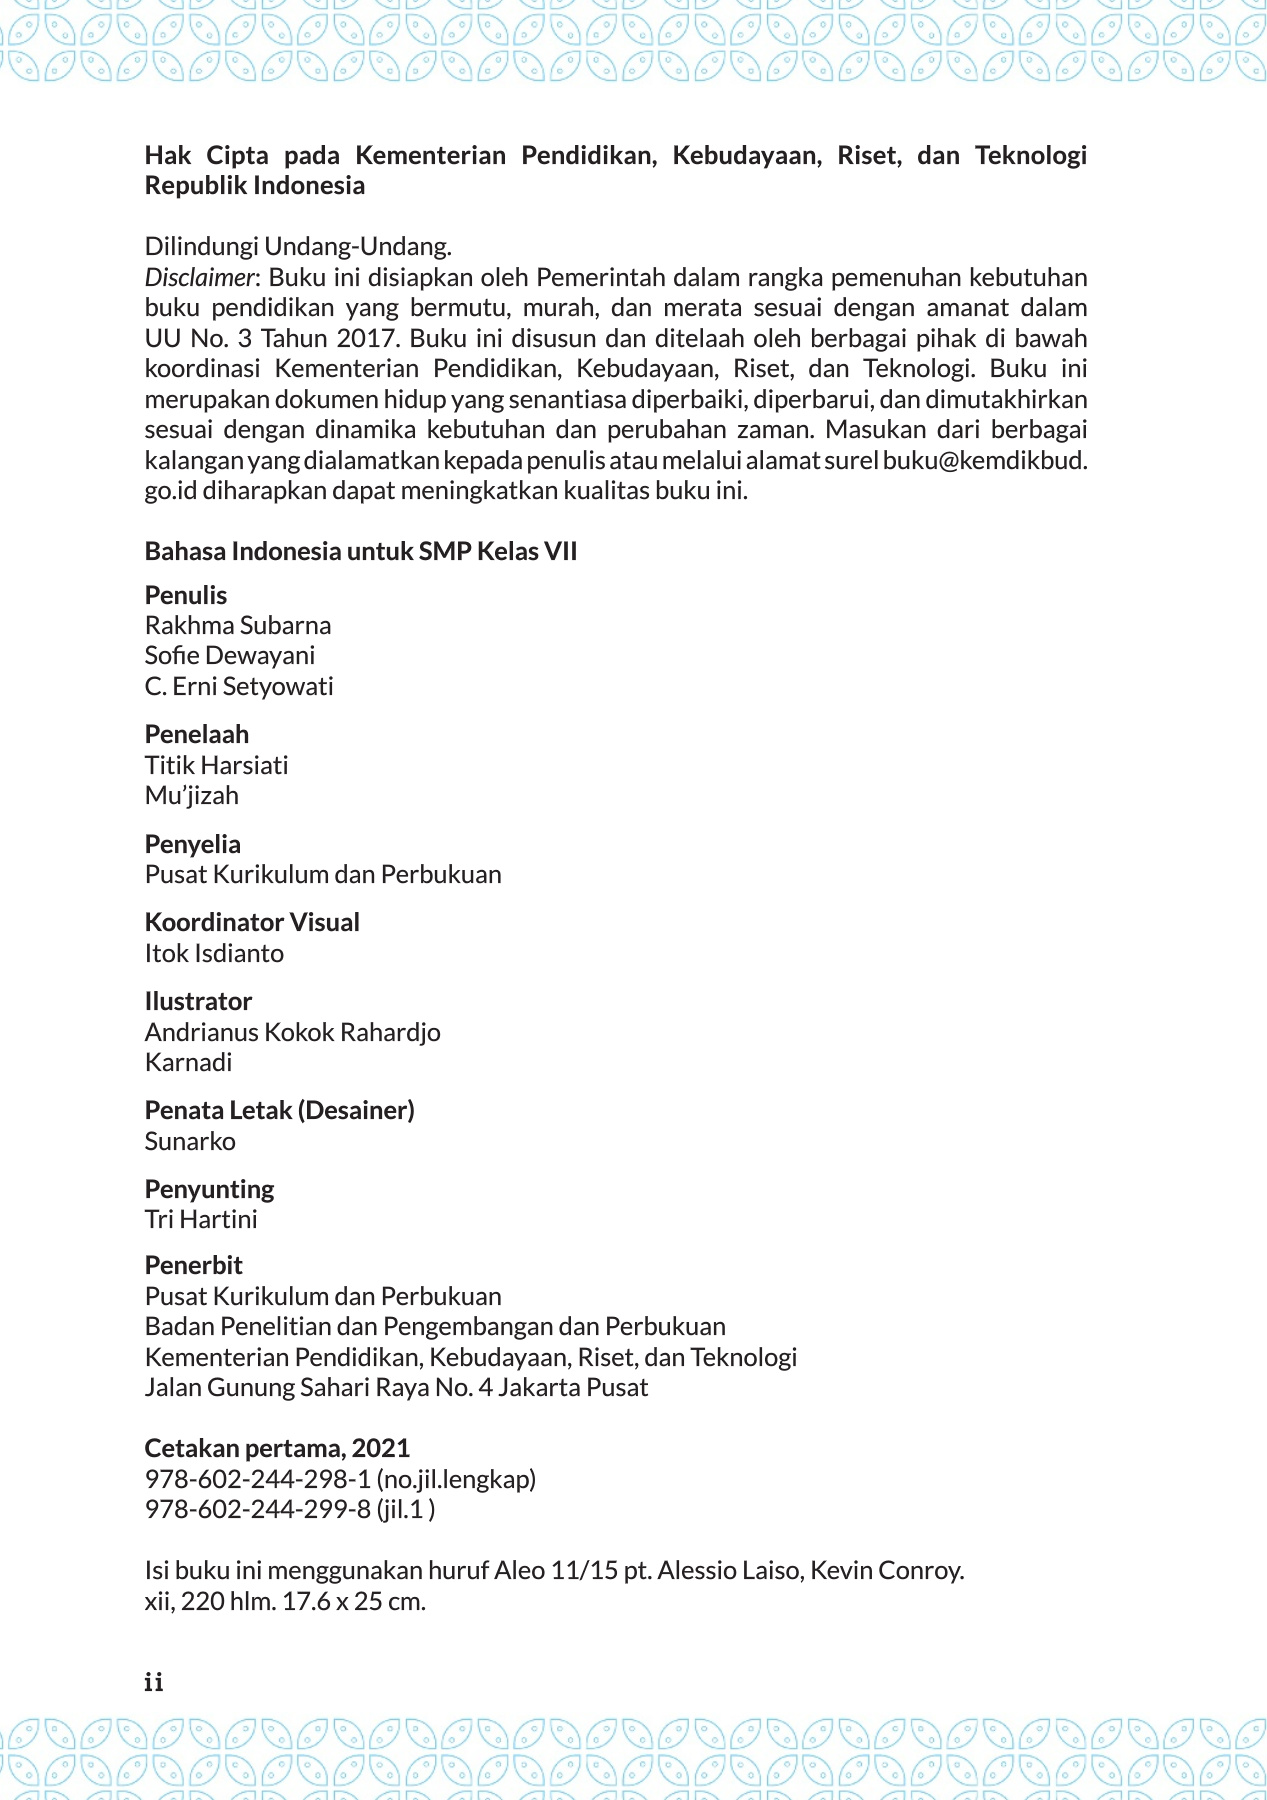 Hak Cipta pada Kementerian Pendidikan, Kebudayaan, Riset, dan Teknologi
Republik Indonesia
Dilindungi Undang-Undang.
Disclaimer: Buku ini disiapkan oleh Pemerintah dalam rangka pemenuhan kebutuhan
buku pendidikan yang bermutu, murah, dan merata sesuai dengan amanat dalam
UU No. 3 Tahun 2017. Buku ini disusun dan ditelaah oleh berbagai pihak di bawah
koordinasi Kementerian Pendidikan, Kebudayaan, Riset, dan Teknologi. Buku ini
merupakan dokumen hidup yang senantiasa diperbaiki, diperbarui, dan dimutakhirkan
sesuai dengan dinamika kebutuhan dan perubahan zaman. Masukan dari berbagai
kalangan yang dialamatkan kepada penulis atau melalui alamat surel buku@kemdikbud.
go.id diharapkan dapat meningkatkan kualitas buku ini.
Bahasa Indonesia untuk SMP Kelas VII
Penulis
Rakhma Subarna
Sofie Dewayani
C. Erni Setyowati
Penelaah
Titik Harsiati
Mu’jizah
Penyelia
Pusat Kurikulum dan Perbukuan
Koordinator Visual
Itok Isdianto
Ilustrator
Andrianus Kokok Rahardjo
Karnadi
Penata Letak (Desainer)
Sunarko
Penyunting
Tri Hartini
Penerbit
Pusat Kurikulum dan Perbukuan
Badan Penelitian dan Pengembangan dan Perbukuan
Kementerian Pendidikan, Kebudayaan, Riset, dan Teknologi
Jalan Gunung Sahari Raya No. 4 Jakarta Pusat
Cetakan pertama, 2021
978-602-244-298-1 (no.jil.lengkap)
978-602-244-299-8 (jil.1 )
Isi buku ini menggunakan huruf Aleo 11/15 pt. Alessio Laiso, Kevin Conroy.
xii, 220 hlm. 17.6 x 25 cm.
ii